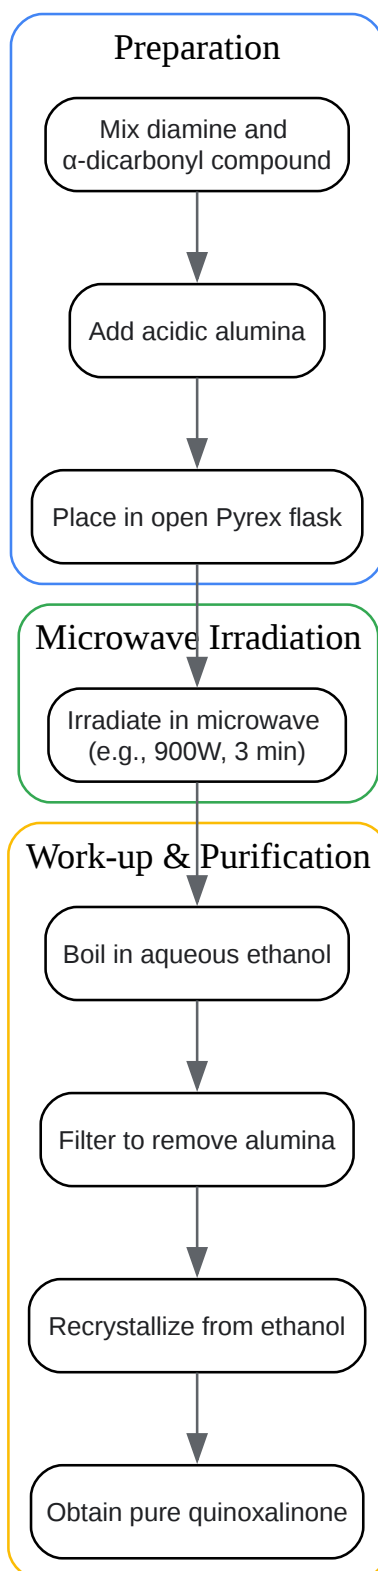 Preparation
Mix diamine and
α-dicarbonyl compound
Add acidic alumina
Place in open Pyrex flask
Microwave Irradiation
Irradiate in microwave
(e.g., 900W, 3 min)
Work-up & Purification
Boil in aqueous ethanol
Filter to remove alumina
Recrystallize from ethanol
Obtain pure quinoxalinone